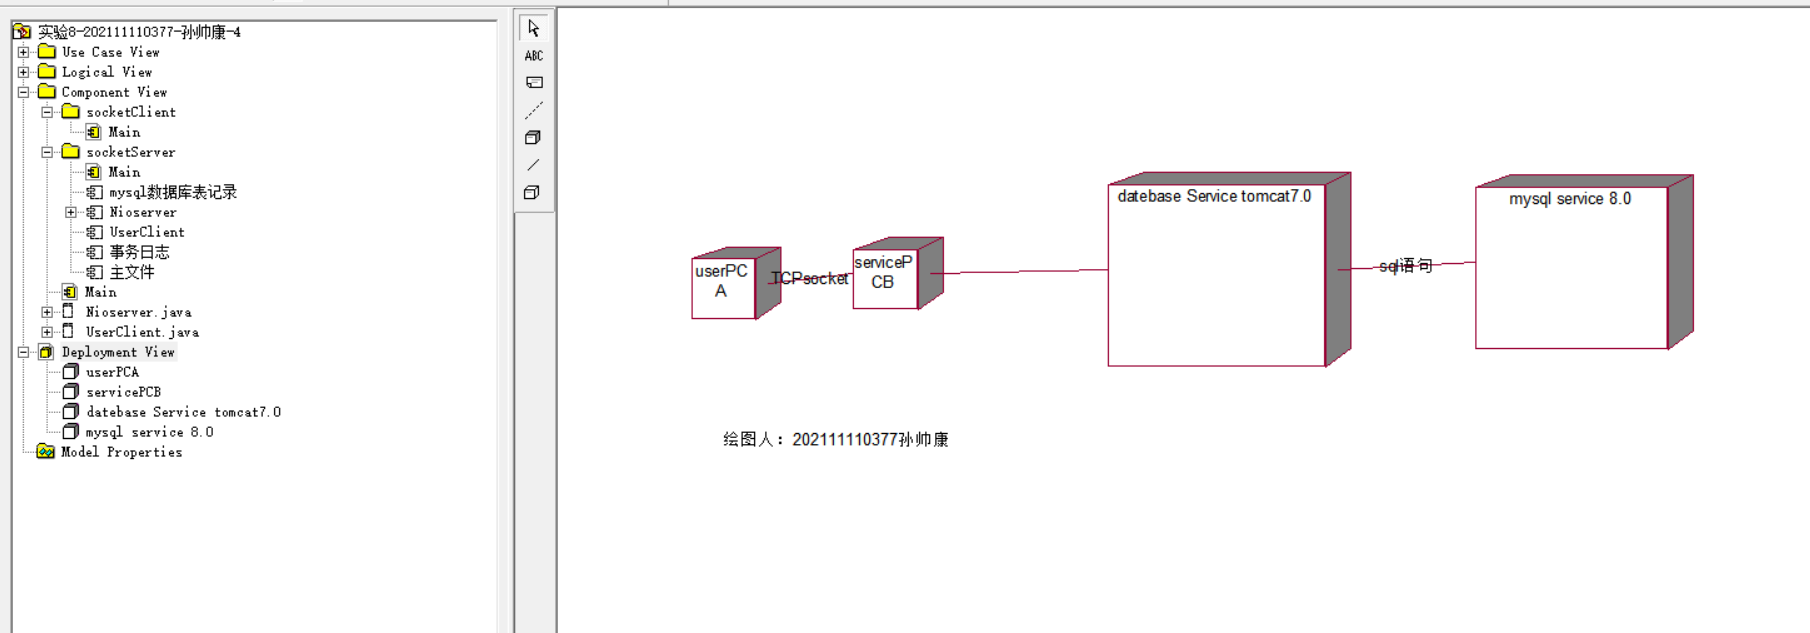 实验8-202111110377-孙帅康-4
Use Case View
Logical View
Component View
socketClient
Main
socketServer
Main
mysql数据库表记录
Nioserver
UserClient
事务日志
主文件
Main
Nioserver.java
UserClient.java
Deployment View
userPCA
servicePCB
datebase Service tomcat7.0
mysql service 8.0
Model Properties
ABC
userPC
A
TCPsocket
serviceP
CB
datebase Service tomcat7.0
sql语句
mysql service 8.0
绘图人：202111110377孙帅康